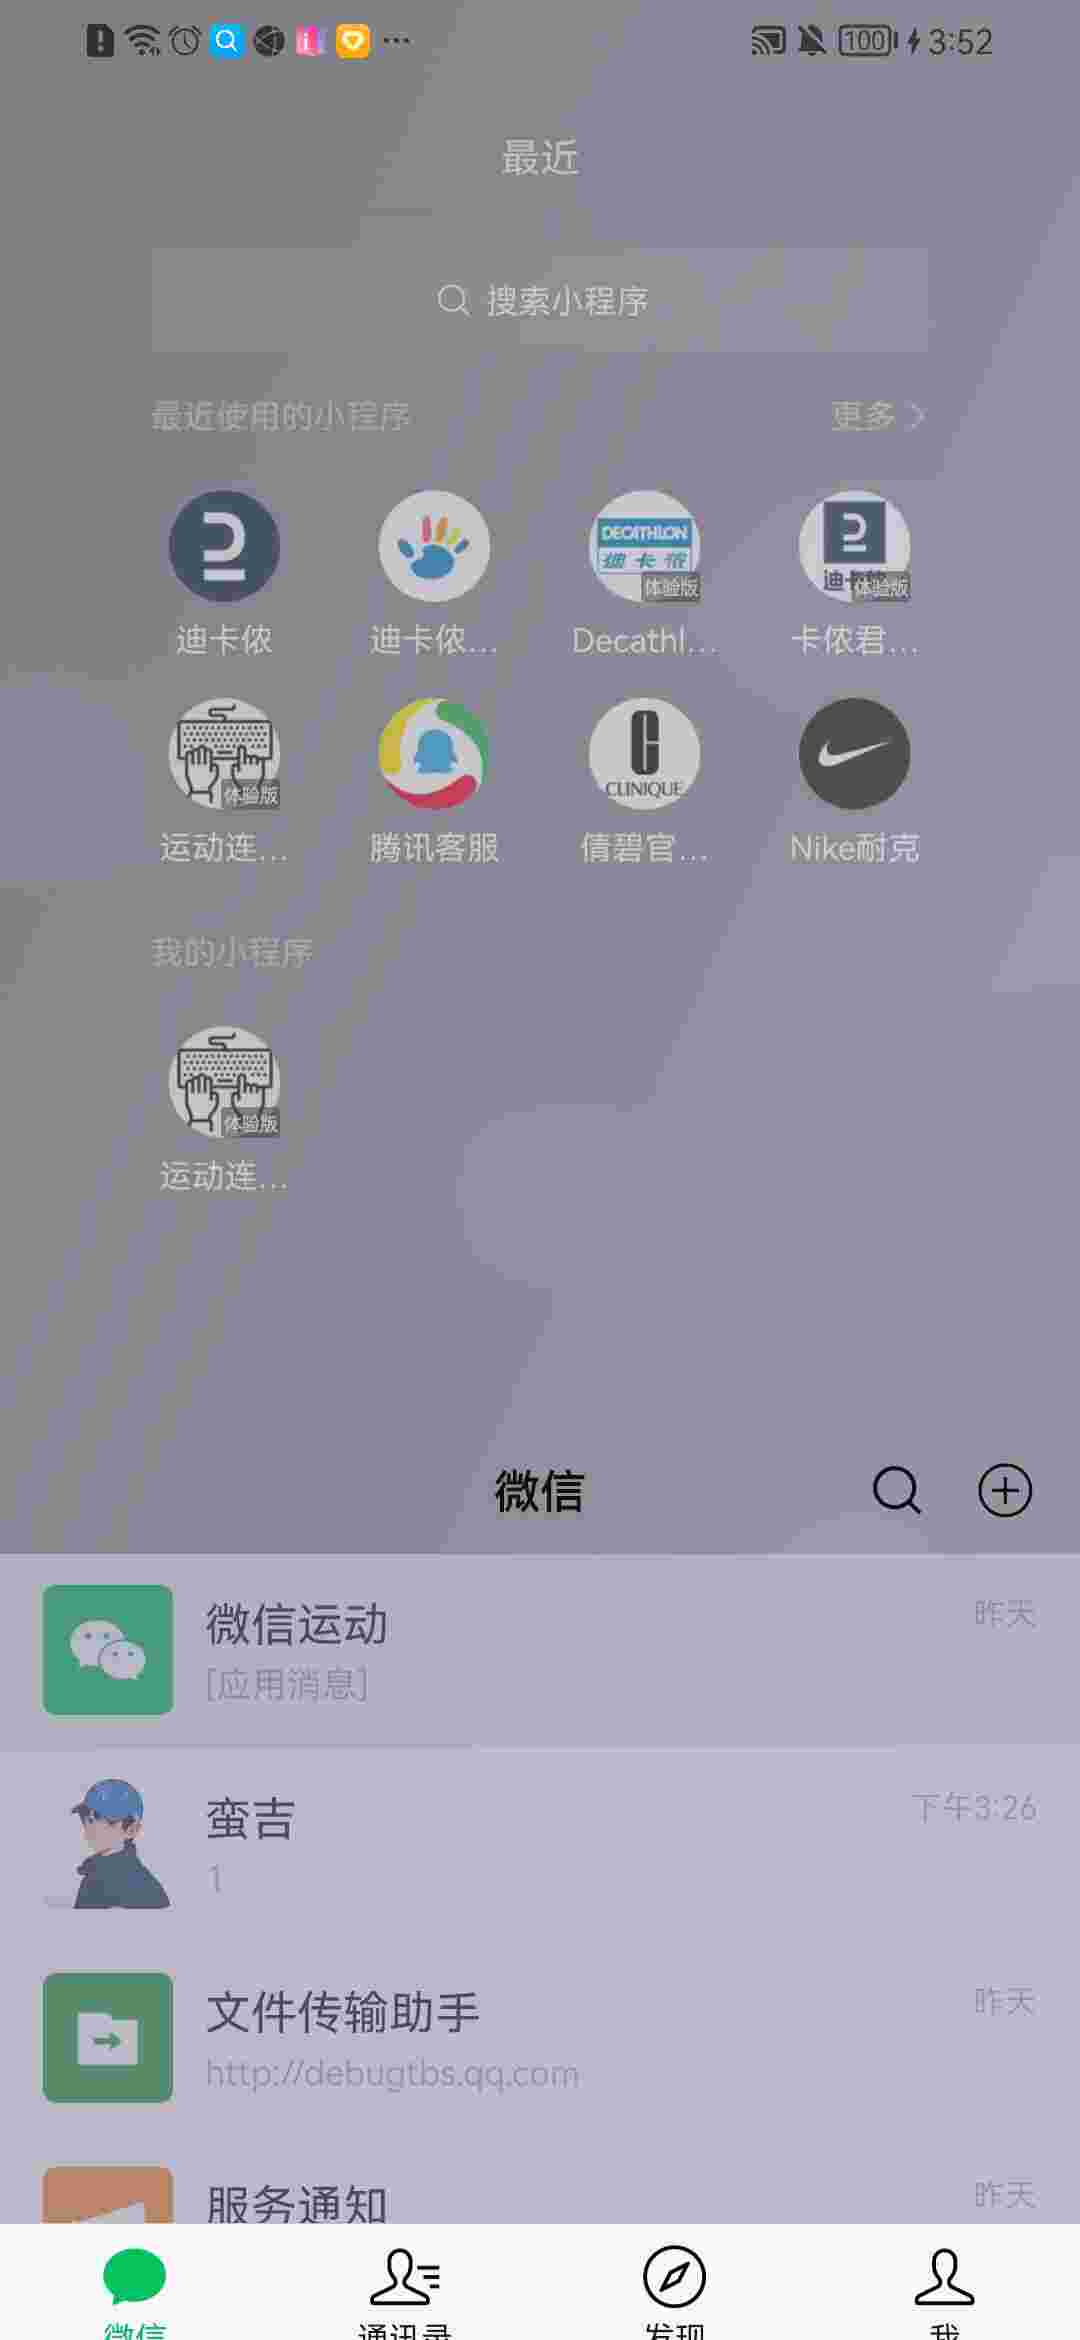 100 3:52
最近
搜索小程序
最近使用的小程序 更多
DECATHLON
迪卡侬
体验版
体验版
迪卡侬 迪卡侬... Decathl... 卡侬君...
体验版
CLINIQUE
运动连... 腾讯客服 倩碧官... Nike耐克
我的小程序
体验版
运动连...
微信
微信运动 昨天
[应用消息]
蛮吉 下午3:26
1
文件传输助手 昨天
http://debugtbs.qq.com
服务通知 昨天
微信 通讯录 发现 我